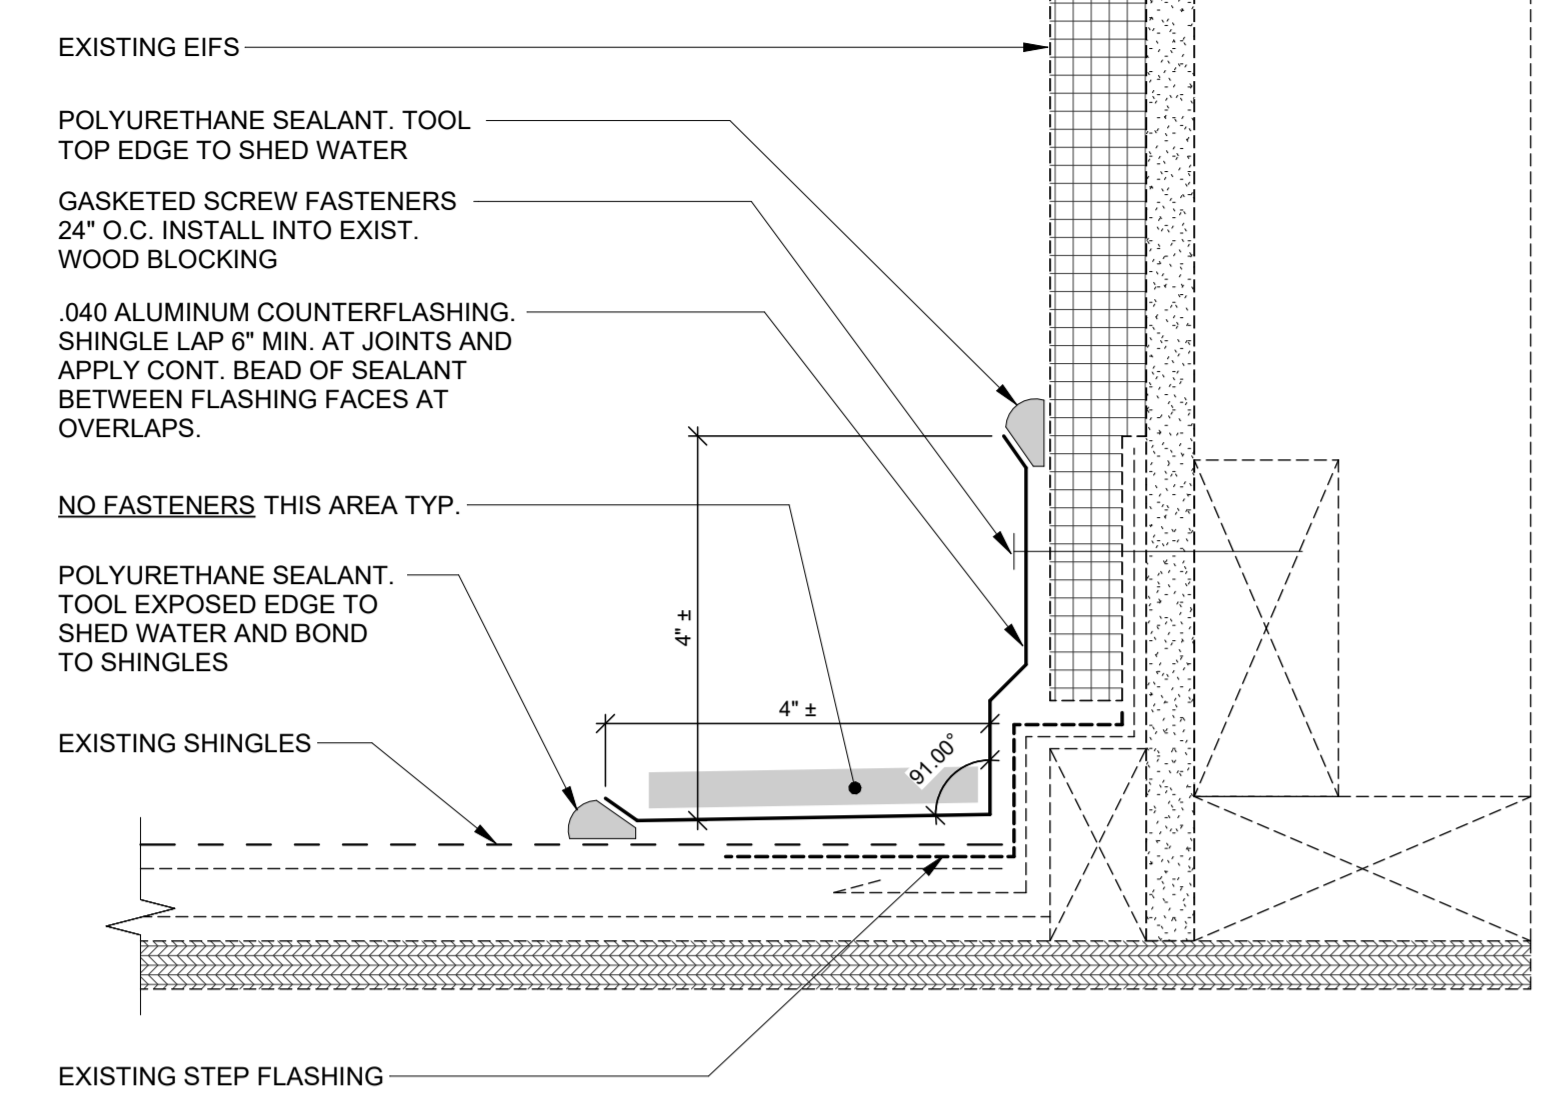 EXISTING EIFS
POLYURETHANE SEALANT. TOOL
TOP EDGE TO SHED WATER
GASKETED SCREW FASTENERS
24" O.C. INSTALL INTO EXIST.
WOOD BLOCKING
.040 ALUMINUM COUNTERFLASHING.
SHINGLE LAP 6" MIN. AT JOINTS AND
APPLY CONT. BEAD OF SEALANT
BETWEEN FLASHING FACES AT
OVERLAPS.
NO FASTENERS THIS AREA TYP.
POLYURETHANE SEALANT.
TOOL EXPOSED EDGE TO
SHED WATER AND BOND
TO SHINGLES
EXISTING SHINGLES
EXISTING STEP FLASHING
4" ±
4" ±
91.00°